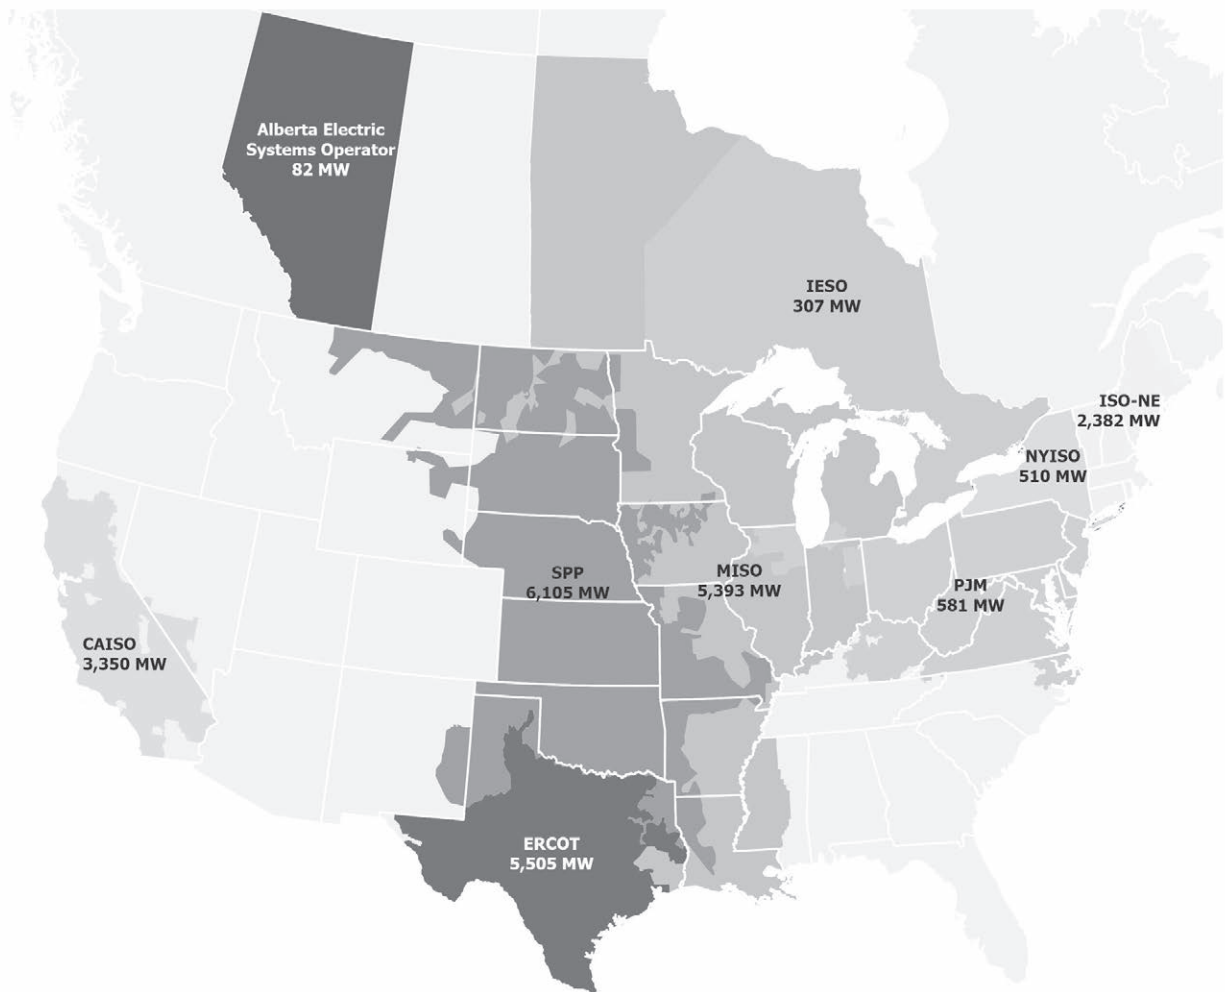 Alberta Electric
Systems Operator
82 MW
IESO
307 MW
ISO-NE
2,382 MW
NYISO
510 MW
SPP
6,105 MW
MISO
5,393 MW
PJM
581 MW
CAISO
3,350 MW
ERCOT
5,505 MW